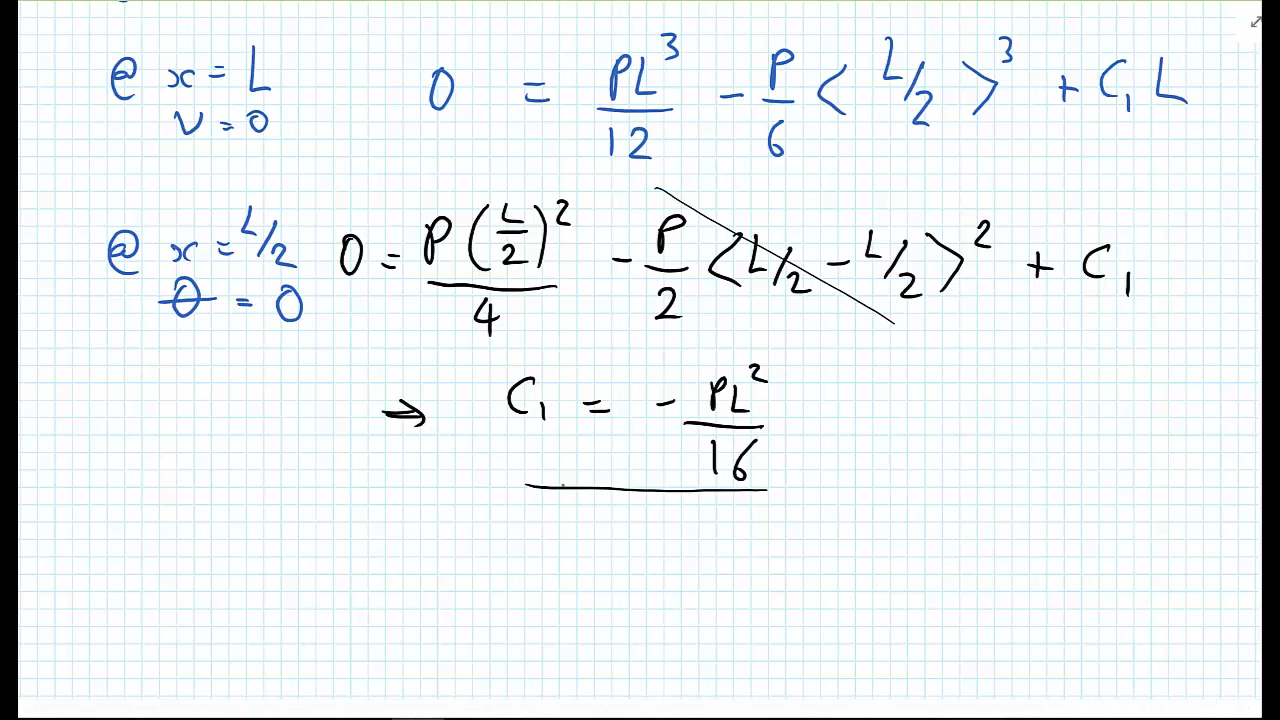 @ x = L 0 = PL³/12 - P/6 ⟨L/2⟩³ + C₁ L
v = 0
@ x = L/2 0 = P(L/2)²/4 - P/2 ⟨L/2 - L/2⟩² + C₁
θ = 0
⇒ C₁ = - PL²/16